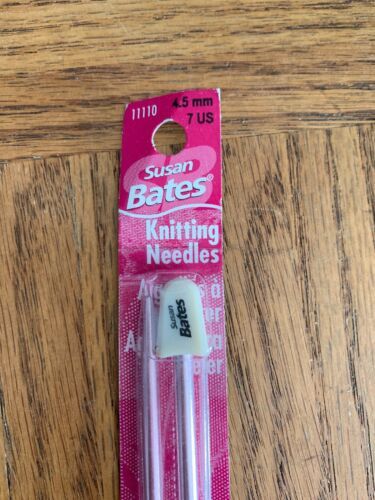 11110
4.5 mm
7 US
Susan
Bates®
Knitting
Needles
Susan
Bates